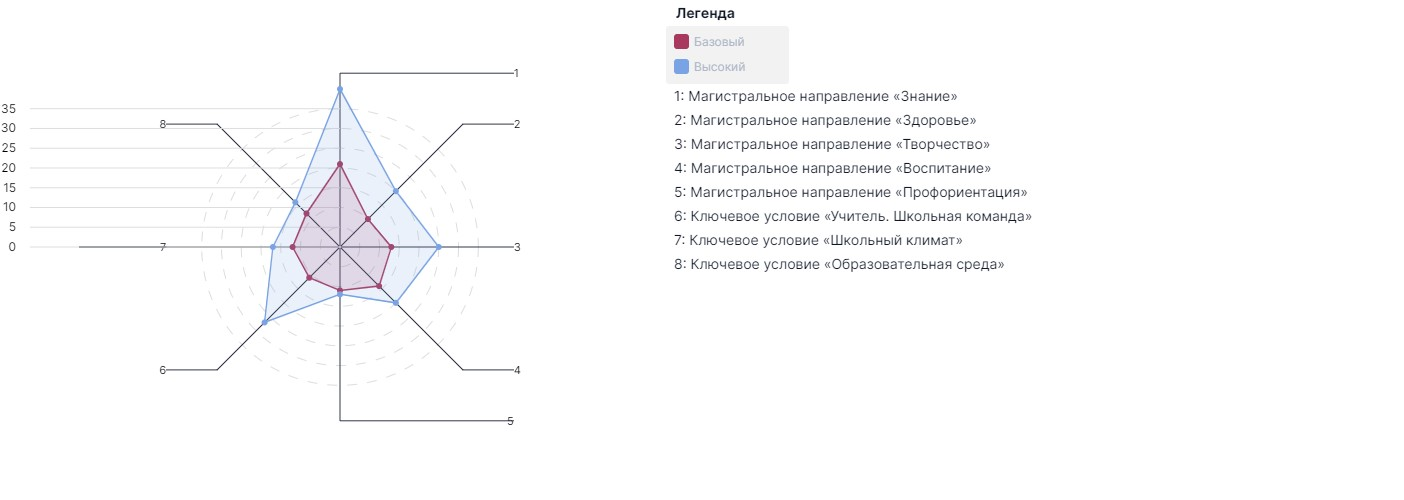 Легенда
Базовый
Высокий
1: Магистральное направление «Знание»
2: Магистральное направление «Здоровье»
3: Магистральное направление «Творчество»
4: Магистральное направление «Воспитание»
5: Магистральное направление «Профориентация»
6: Ключевое условие «Учитель. Школьная команда»
7: Ключевое условие «Школьный климат»
8: Ключевое условие «Образовательная среда»
1
2
3
4
5
6
7
8
35
30
25
20
15
10
5
0